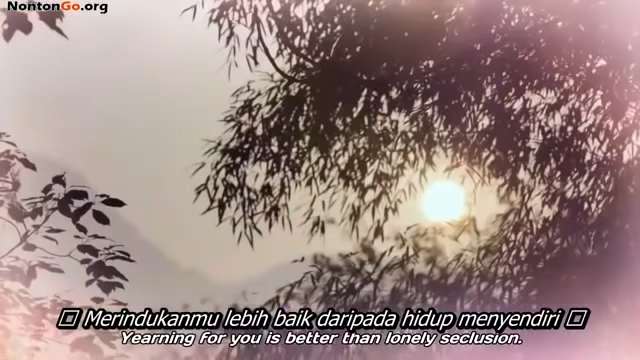 NontonGo.org
Merindukanmu lebih baik daripada hidup menyendiri
Yearning for you is better than lonely seclusion.